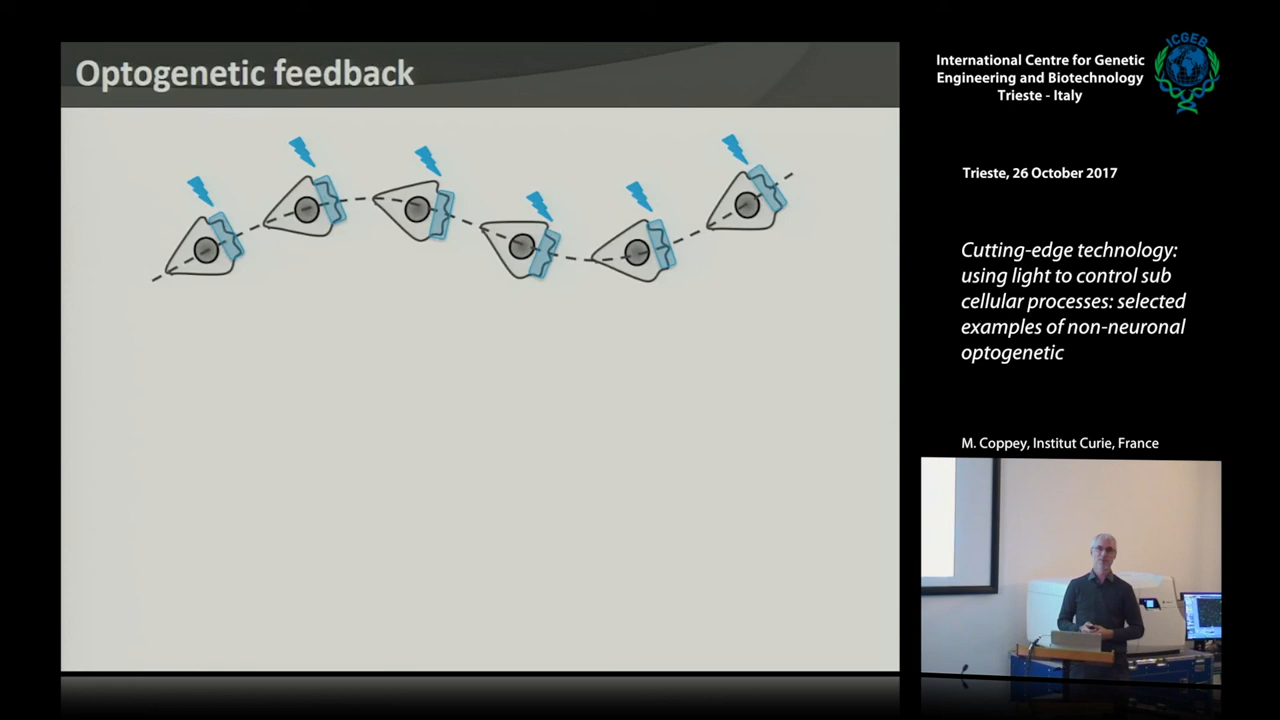 Optogenetic feedback
ICGEB
International Centre for Genetic
Engineering and Biotechnology
Trieste - Italy
Trieste, 26 October 2017
Cutting-edge technology:
using light to control sub
cellular processes: selected
examples of non-neuronal
optogenetic
M. Coppey, Institut Curie, France